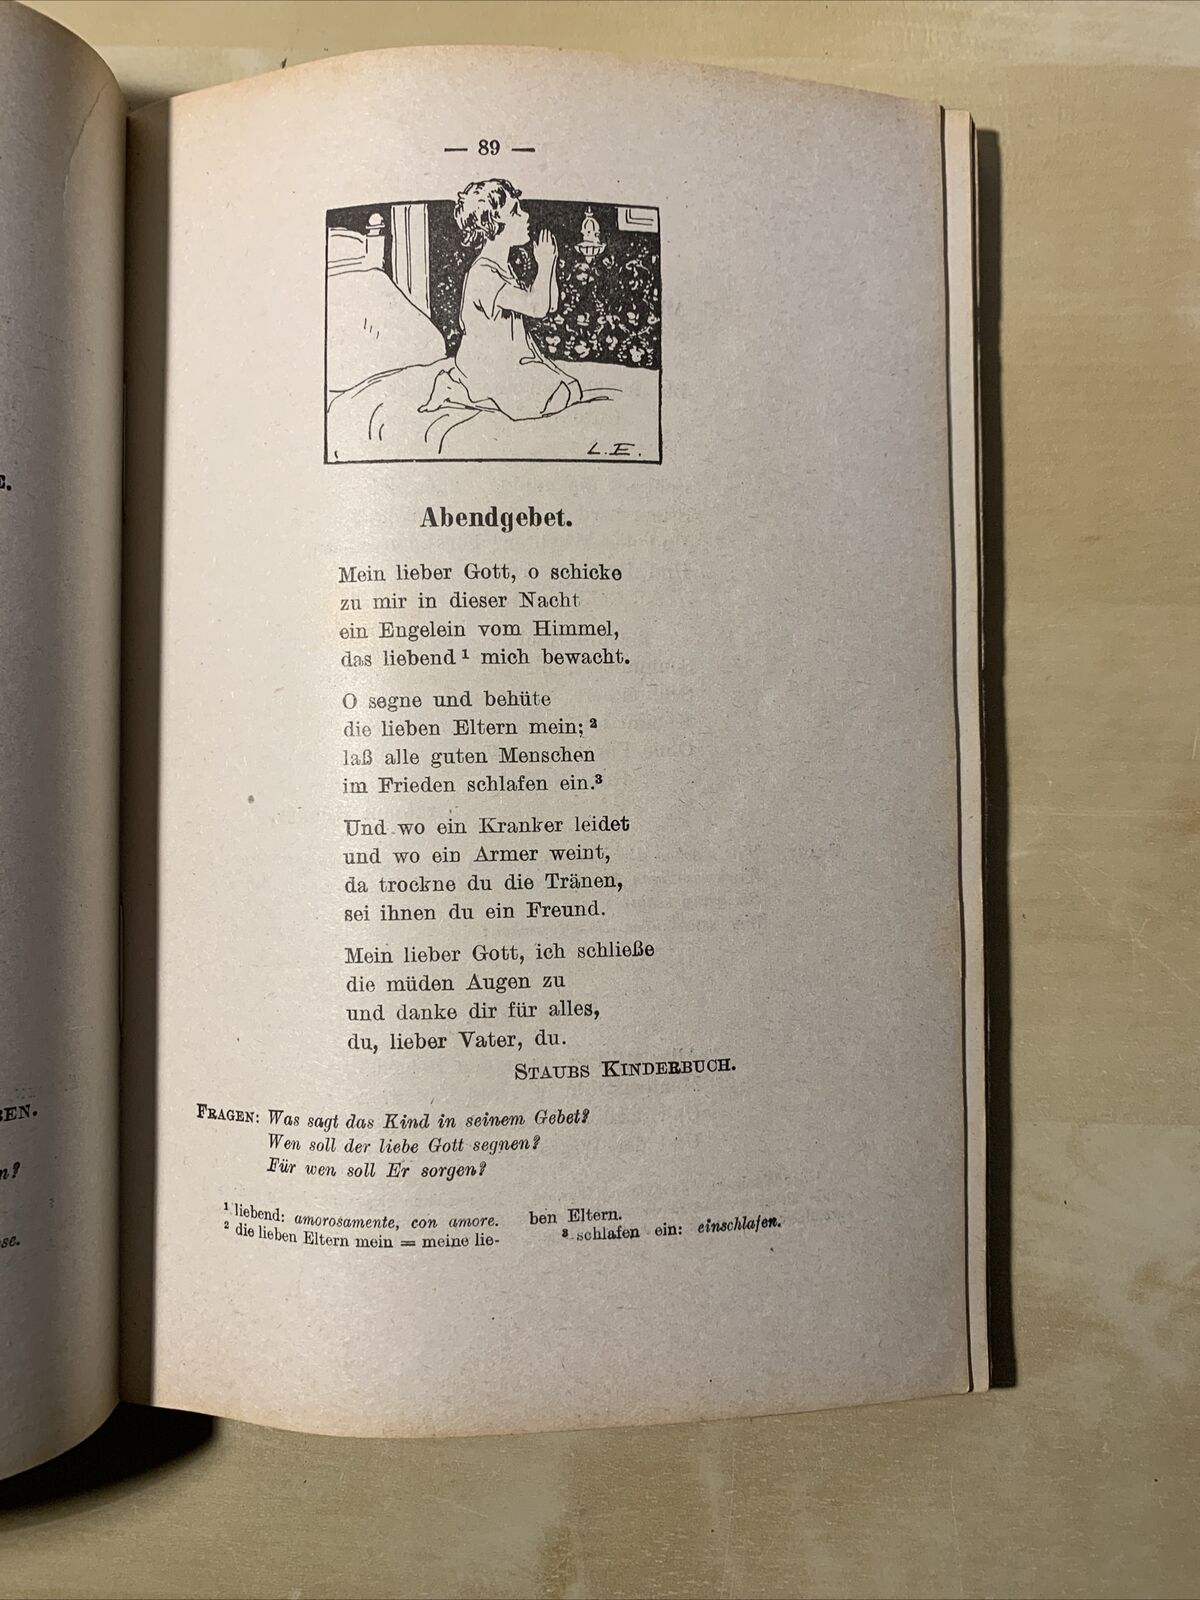 — 89 —
L. E.
Abendgebet.
Mein lieber Gott, o schicke
zu mir in dieser Nacht
ein Engelein vom Himmel,
das liebend¹ mich bewacht.
O segne und behüte
die lieben Eltern mein;²
laß alle guten Menschen
im Frieden schlafen ein.³
Und wo ein Kranker leidet
und wo ein Armer weint,
da trockne du die Tränen,
sei ihnen du ein Freund.
Mein lieber Gott, ich schließe
die müden Augen zu
und danke dir für alles,
du, lieber Vater, du.
STAUBS KINDERBUCH.
FRAGEN: Was sagt das Kind in seinem Gebet?
Wen soll der liebe Gott segnen?
Für wen soll Er sorgen?
¹ liebend: amorosamente, con amore.
² die lieben Eltern mein = meine lie-
ben Eltern.
³ schlafen ein: einschlafen.